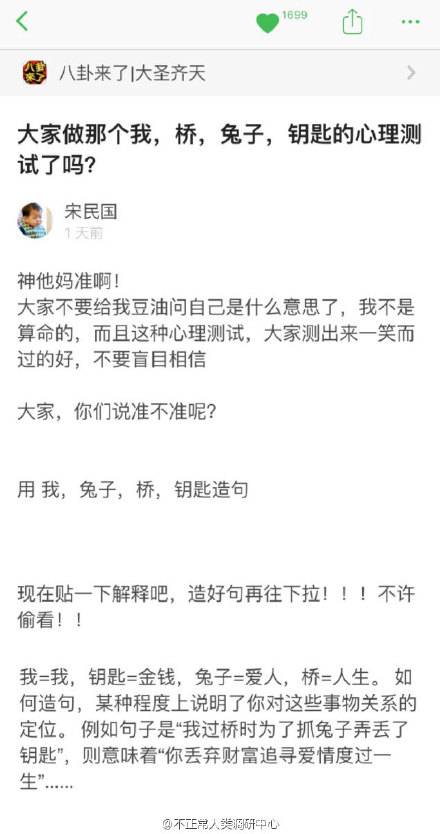 1699
八卦来了
八卦来了|大圣齐天
大家做那个我，桥，兔子，钥匙的心理测
试了吗？
宋民国
1 天前
神他妈准啊！
大家不要给我豆油问自己是什么意思了，我不是
算命的，而且这种心理测试，大家测出来一笑而
过的好，不要盲目相信
大家，你们说准不准呢？
用 我，兔子，桥，钥匙造句
现在贴一下解释吧，造好句再往下拉！！！不许
偷看！！
我=我，钥匙=金钱，兔子=爱人，桥=人生。 如
何造句，某种程度上说明了你对这些事物关系的
定位。 例如句子是“我过桥时为了抓兔子弄丢了
钥匙”，则意味着“你丢弃财富追寻爱情度过一
生”……
@不正常人类调研中心